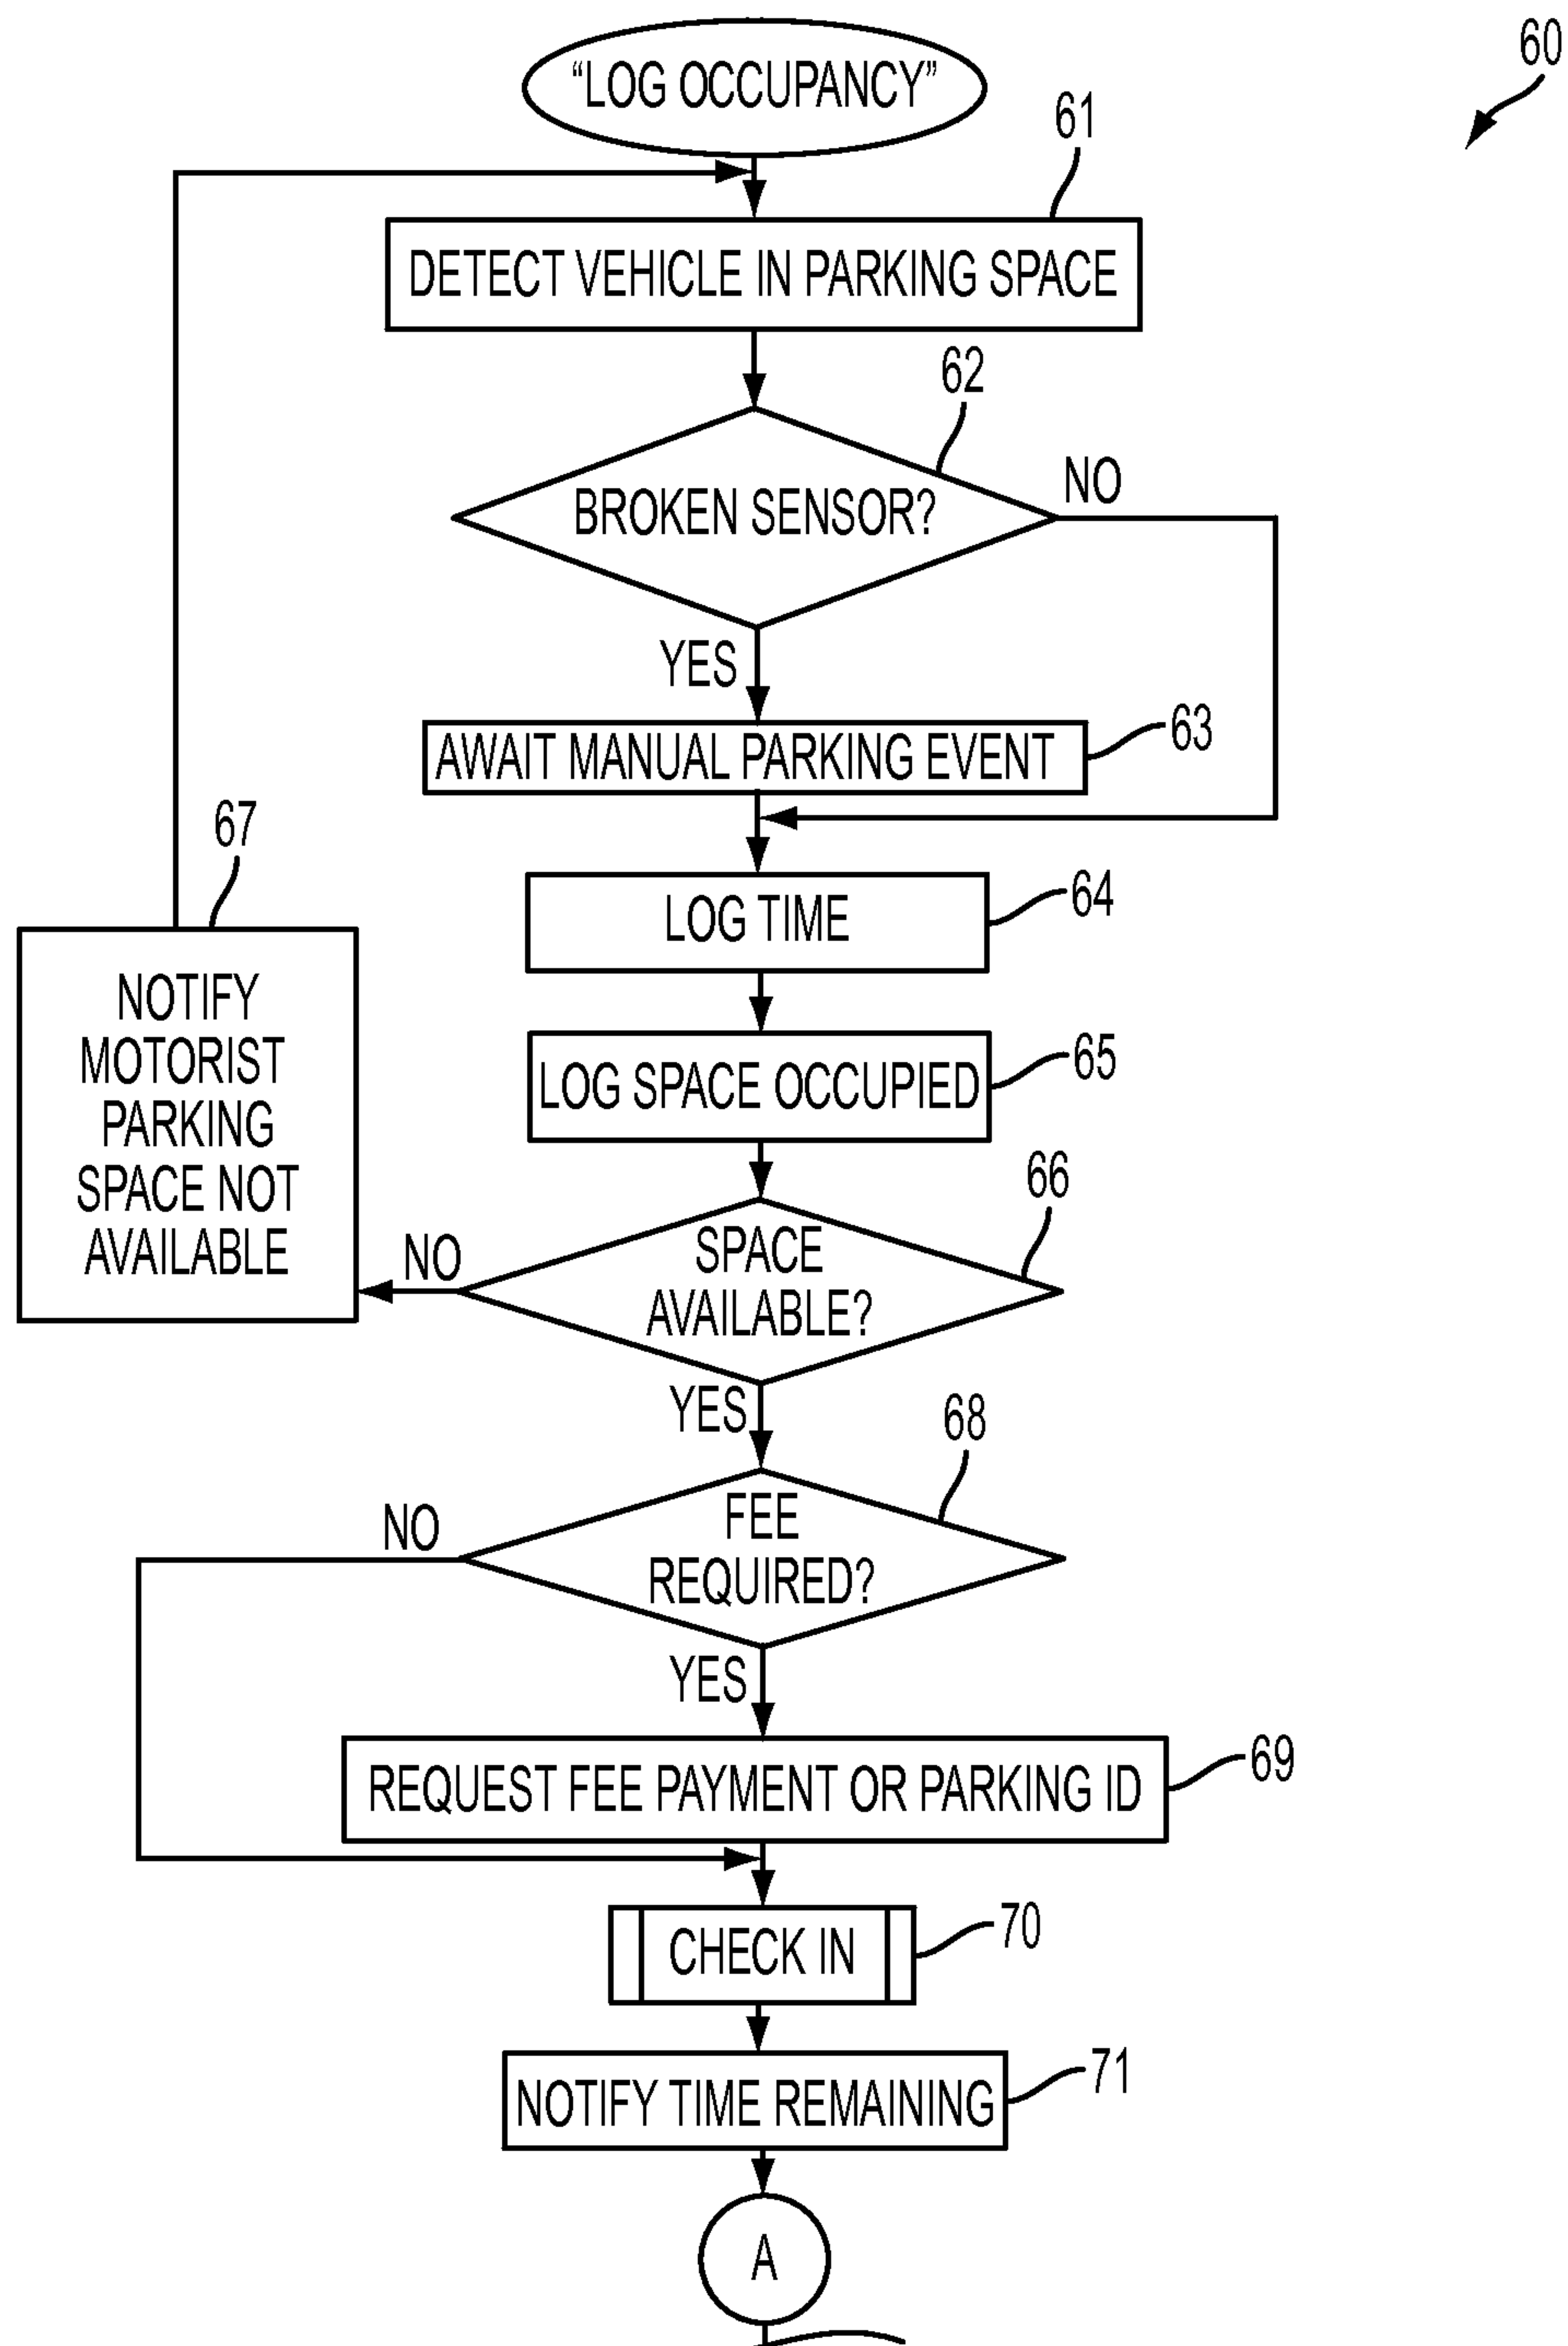 60
“LOG OCCUPANCY”
61
DETECT VEHICLE IN PARKING SPACE
62
BROKEN SENSOR?
NO
YES
AWAIT MANUAL PARKING EVENT
63
LOG TIME
64
LOG SPACE OCCUPIED
65
66
SPACE
AVAILABLE?
NO
67
NOTIFY
MOTORIST
PARKING
SPACE NOT
AVAILABLE
YES
68
FEE
REQUIRED?
NO
YES
REQUEST FEE PAYMENT OR PARKING ID
69
CHECK IN
70
NOTIFY TIME REMAINING
71
A